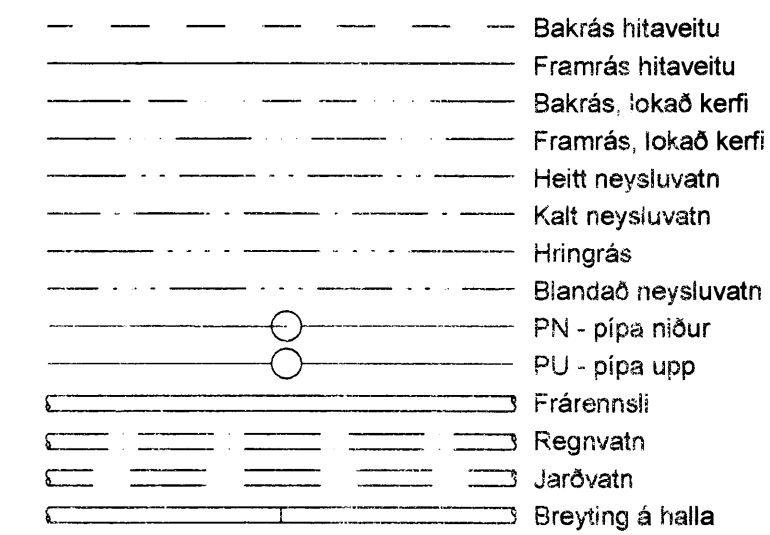 Bakrás hitaveitu
Framrás hitaveitu
Bakrás, lokað kerfi
Framrás, lokað kerfi
Heitt neysluvatn
Kalt neysluvatn
Hringrás
Blandað neysluvatn
PN - pípa niður
PU - pípa upp
Frárennsli
Regnvatn
Jarðvatn
Breyting á halla